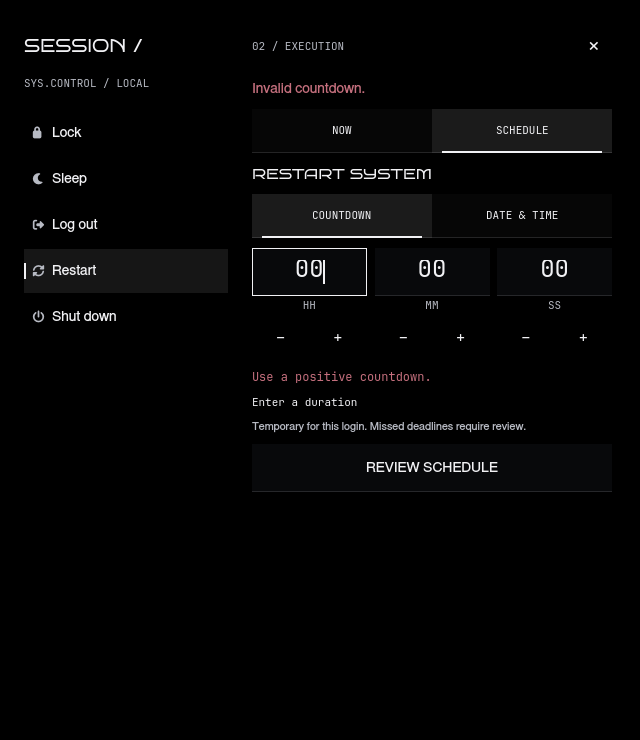 SESSION /
SYS.CONTROL / LOCAL
Lock
Sleep
Log out
Restart
Shut down
02 / EXECUTION
×
Invalid countdown.
NOW
SCHEDULE
RESTART SYSTEM
COUNTDOWN
DATE & TIME
00
00
00
HH
MM
SS
− +
− +
− +
Use a positive countdown.
Enter a duration
Temporary for this login. Missed deadlines require review.
REVIEW SCHEDULE